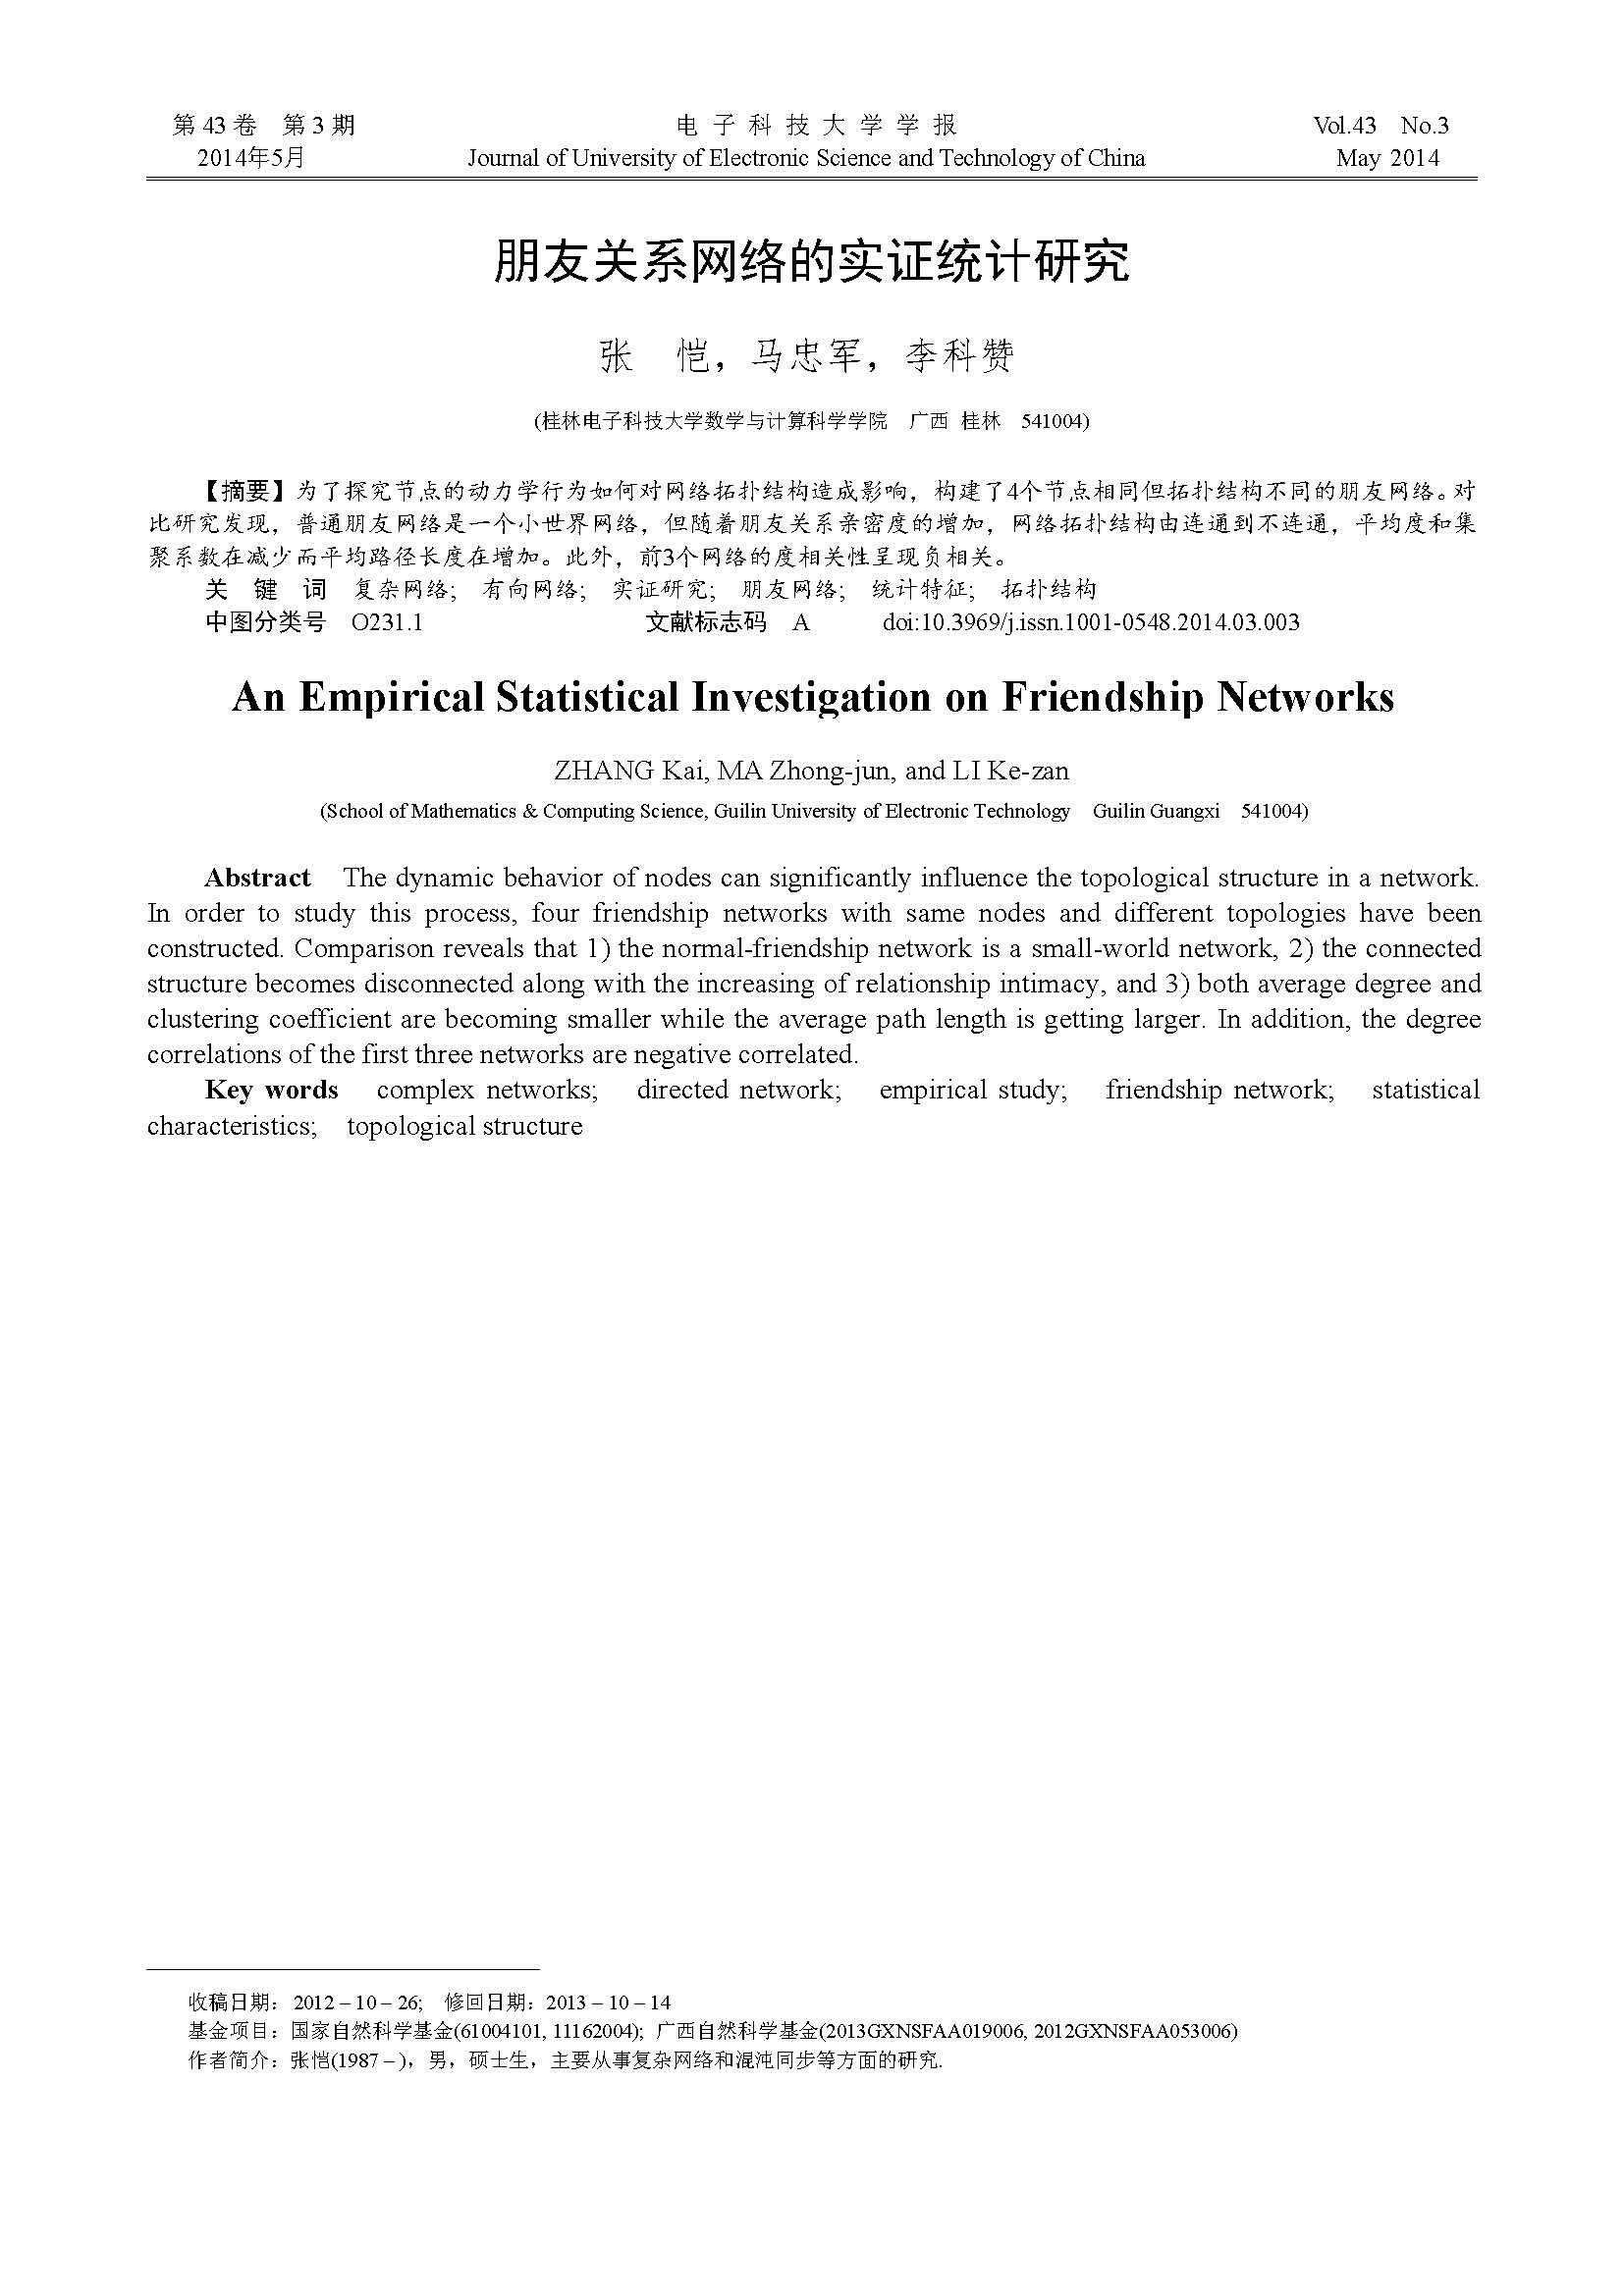 第 43 卷 第 3 期 电 子 科 技 大 学 学 报 Vol.43 No.3
2014年5月 Journal of University of Electronic Science and Technology of China May 2014
朋友关系网络的实证统计研究
张 恺，马忠军，李科赞
(桂林电子科技大学数学与计算科学学院 广西 桂林 541004)
【摘要】为了探究节点的动力学行为如何对网络拓扑结构造成影响，构建了4个节点相同但拓扑结构不同的朋友网络。对
比研究发现，普通朋友网络是一个小世界网络，但随着朋友关系亲密度的增加，网络拓扑结构由连通到不连通，平均度和集
聚系数在减少而平均路径长度在增加。此外，前3个网络的度相关性呈现负相关。
关 键 词 复杂网络; 有向网络; 实证研究; 朋友网络; 统计特征; 拓扑结构
中图分类号 O231.1 文献标志码 A doi:10.3969/j.issn.1001-0548.2014.03.003
An Empirical Statistical Investigation on Friendship Networks
ZHANG Kai, MA Zhong-jun, and LI Ke-zan
(School of Mathematics & Computing Science, Guilin University of Electronic Technology Guilin Guangxi 541004)
Abstract The dynamic behavior of nodes can significantly influence the topological structure in a network.
In order to study this process, four friendship networks with same nodes and different topologies have been
constructed. Comparison reveals that 1) the normal-friendship network is a small-world network, 2) the connected
structure becomes disconnected along with the increasing of relationship intimacy, and 3) both average degree and
clustering coefficient are becoming smaller while the average path length is getting larger. In addition, the degree
correlations of the first three networks are negative correlated.
Key words complex networks; directed network; empirical study; friendship network; statistical
characteristics; topological structure
收稿日期：2012－10－26; 修回日期：2013－10－14
基金项目：国家自然科学基金(61004101, 11162004); 广西自然科学基金(2013GXNSFAA019006, 2012GXNSFAA053006)
作者简介：张恺(1987－)，男，硕士生，主要从事复杂网络和混沌同步等方面的研究.